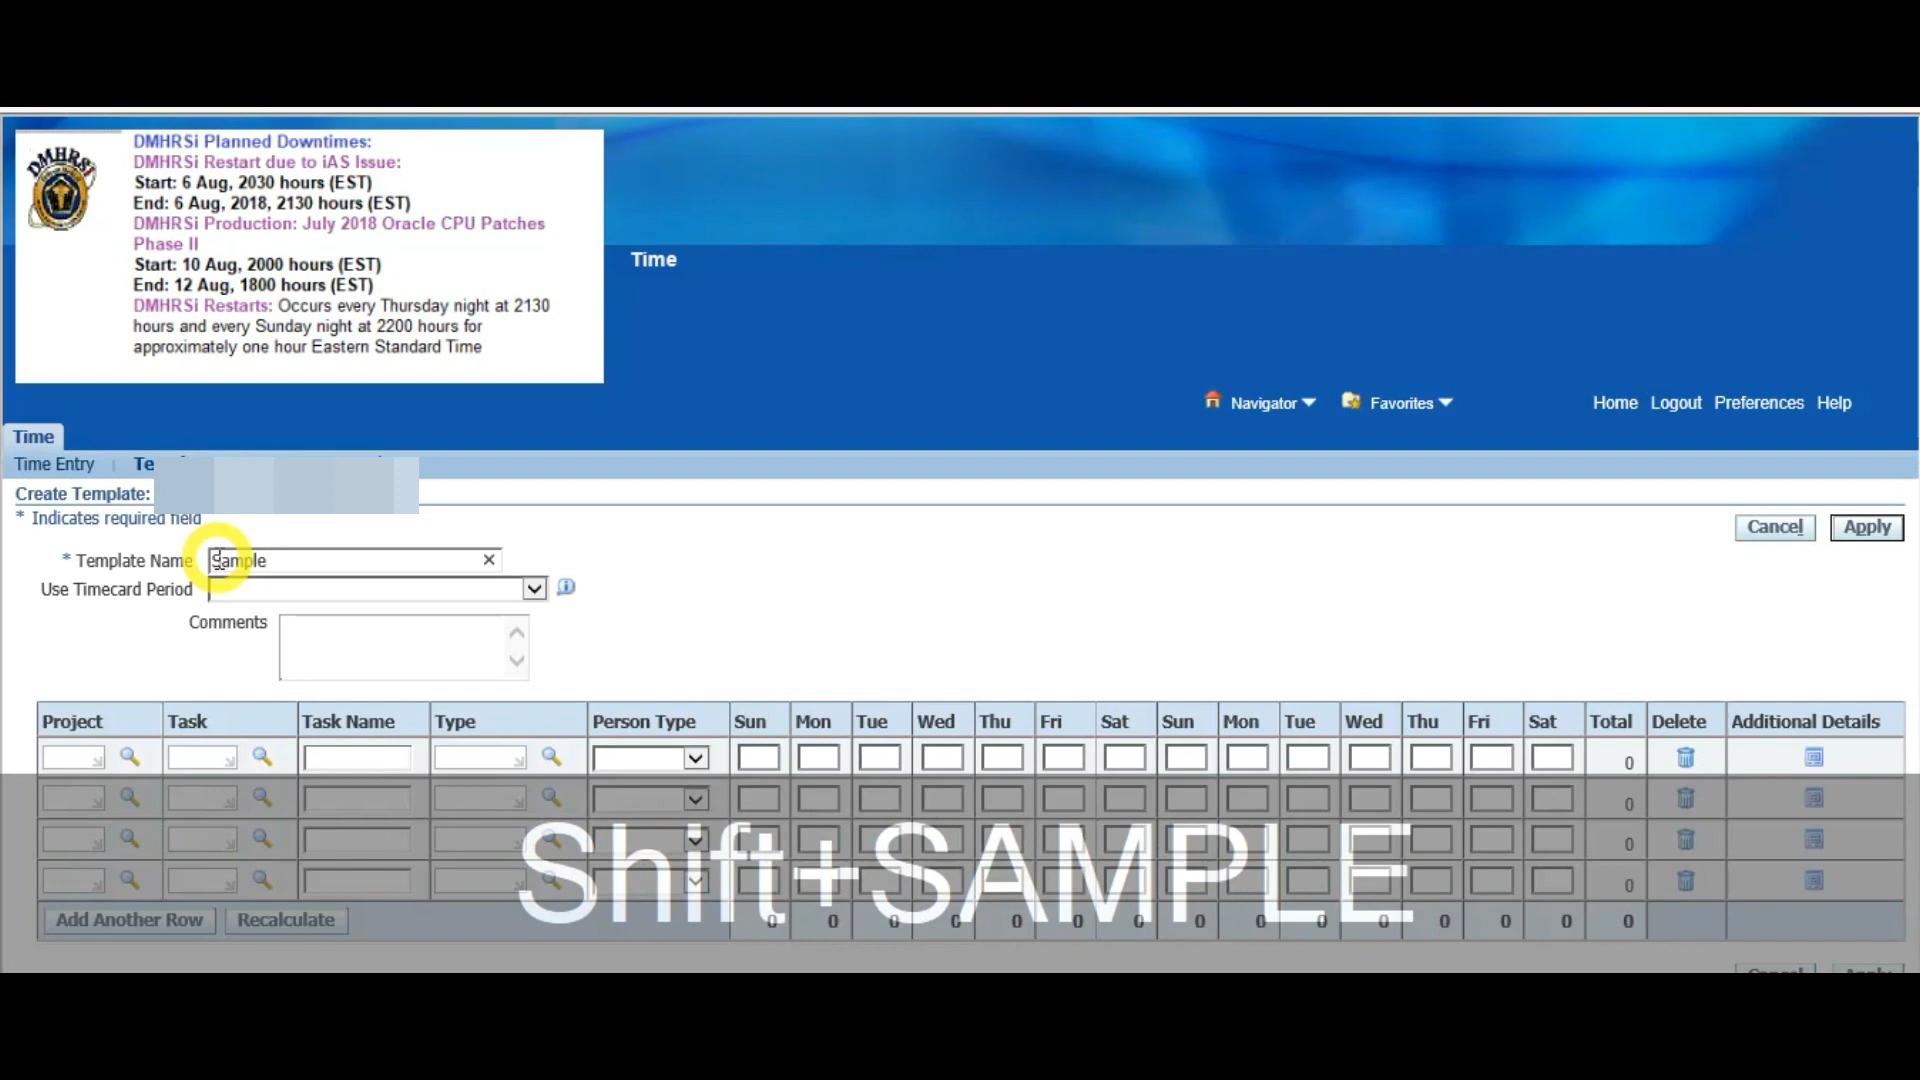 DMHRSi
DMHRSi Planned Downtimes:
DMHRSi Restart due to iAS Issue:
Start: 6 Aug, 2030 hours (EST)
End: 6 Aug, 2018, 2130 hours (EST)
DMHRSi Production: July 2018 Oracle CPU Patches
Phase II
Start: 10 Aug, 2000 hours (EST)
End: 12 Aug, 1800 hours (EST)
DMHRSi Restarts: Occurs every Thursday night at 2130
hours and every Sunday night at 2200 hours for
approximately one hour Eastern Standard Time
Time
Navigator Favorites Home Logout Preferences Help
Time
Time Entry
Create Template:
* Indicates required field
Cancel Apply
* Template Name Sample
Use Timecard Period
Comments
Project Task Task Name Type Person Type Sun Mon Tue Wed Thu Fri Sat Sun Mon Tue Wed Thu Fri Sat Total Delete Additional Details
0
0
0
0
Shift+SAMPLE
Add Another Row Recalculate 0 0 0 0 0 0 0 0 0 0 0 0 0 0 0
Cancel Apply